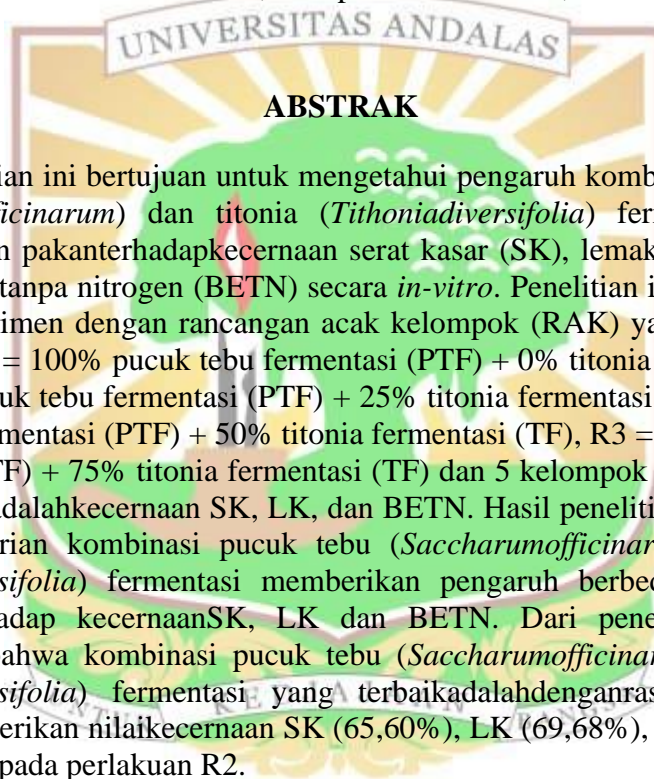 UNIVERSITAS ANDALAS
ABSTRAK
ian ini bertujuan untuk mengetahui pengaruh komb
ficinarum) dan titonia (Tithoniadiversifolia) fer
n pakanterhadapkecernaan serat kasar (SK), lemak
tanpa nitrogen (BETN) secara in-vitro. Penelitian i
imen dengan rancangan acak kelompok (RAK) ya
= 100% pucuk tebu fermentasi (PTF) + 0% titonia
uk tebu fermentasi (PTF) + 25% titonia fermentasi
mentasi (PTF) + 50% titonia fermentasi (TF), R3 =
TF) + 75% titonia fermentasi (TF) dan 5 kelompok
adalahkecernaan SK, LK, dan BETN. Hasil peneliti
rian kombinasi pucuk tebu (Saccharumofficinar
sifolia) fermentasi memberikan pengaruh berbec
adap kecernaanSK, LK dan BETN. Dari pene
bahwa kombinasi pucuk tebu (Saccharumofficinar
sifolia) fermentasi yang terbaikadalahdenganras
erikan nilaikecernaan SK (65,60%), LK (69,68%),
pada perlakuan R2.